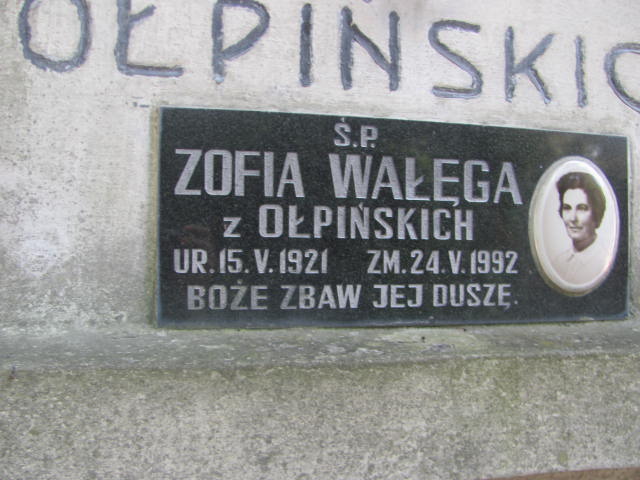 OŁPIŃSKIC
Ś.P.
ZOFIA WAŁĘGA
z OŁPIŃSKICH
UR. 15. V. 1921 ZM. 24. V. 1992
BOŻE ZBAW JEJ DUSZĘ.